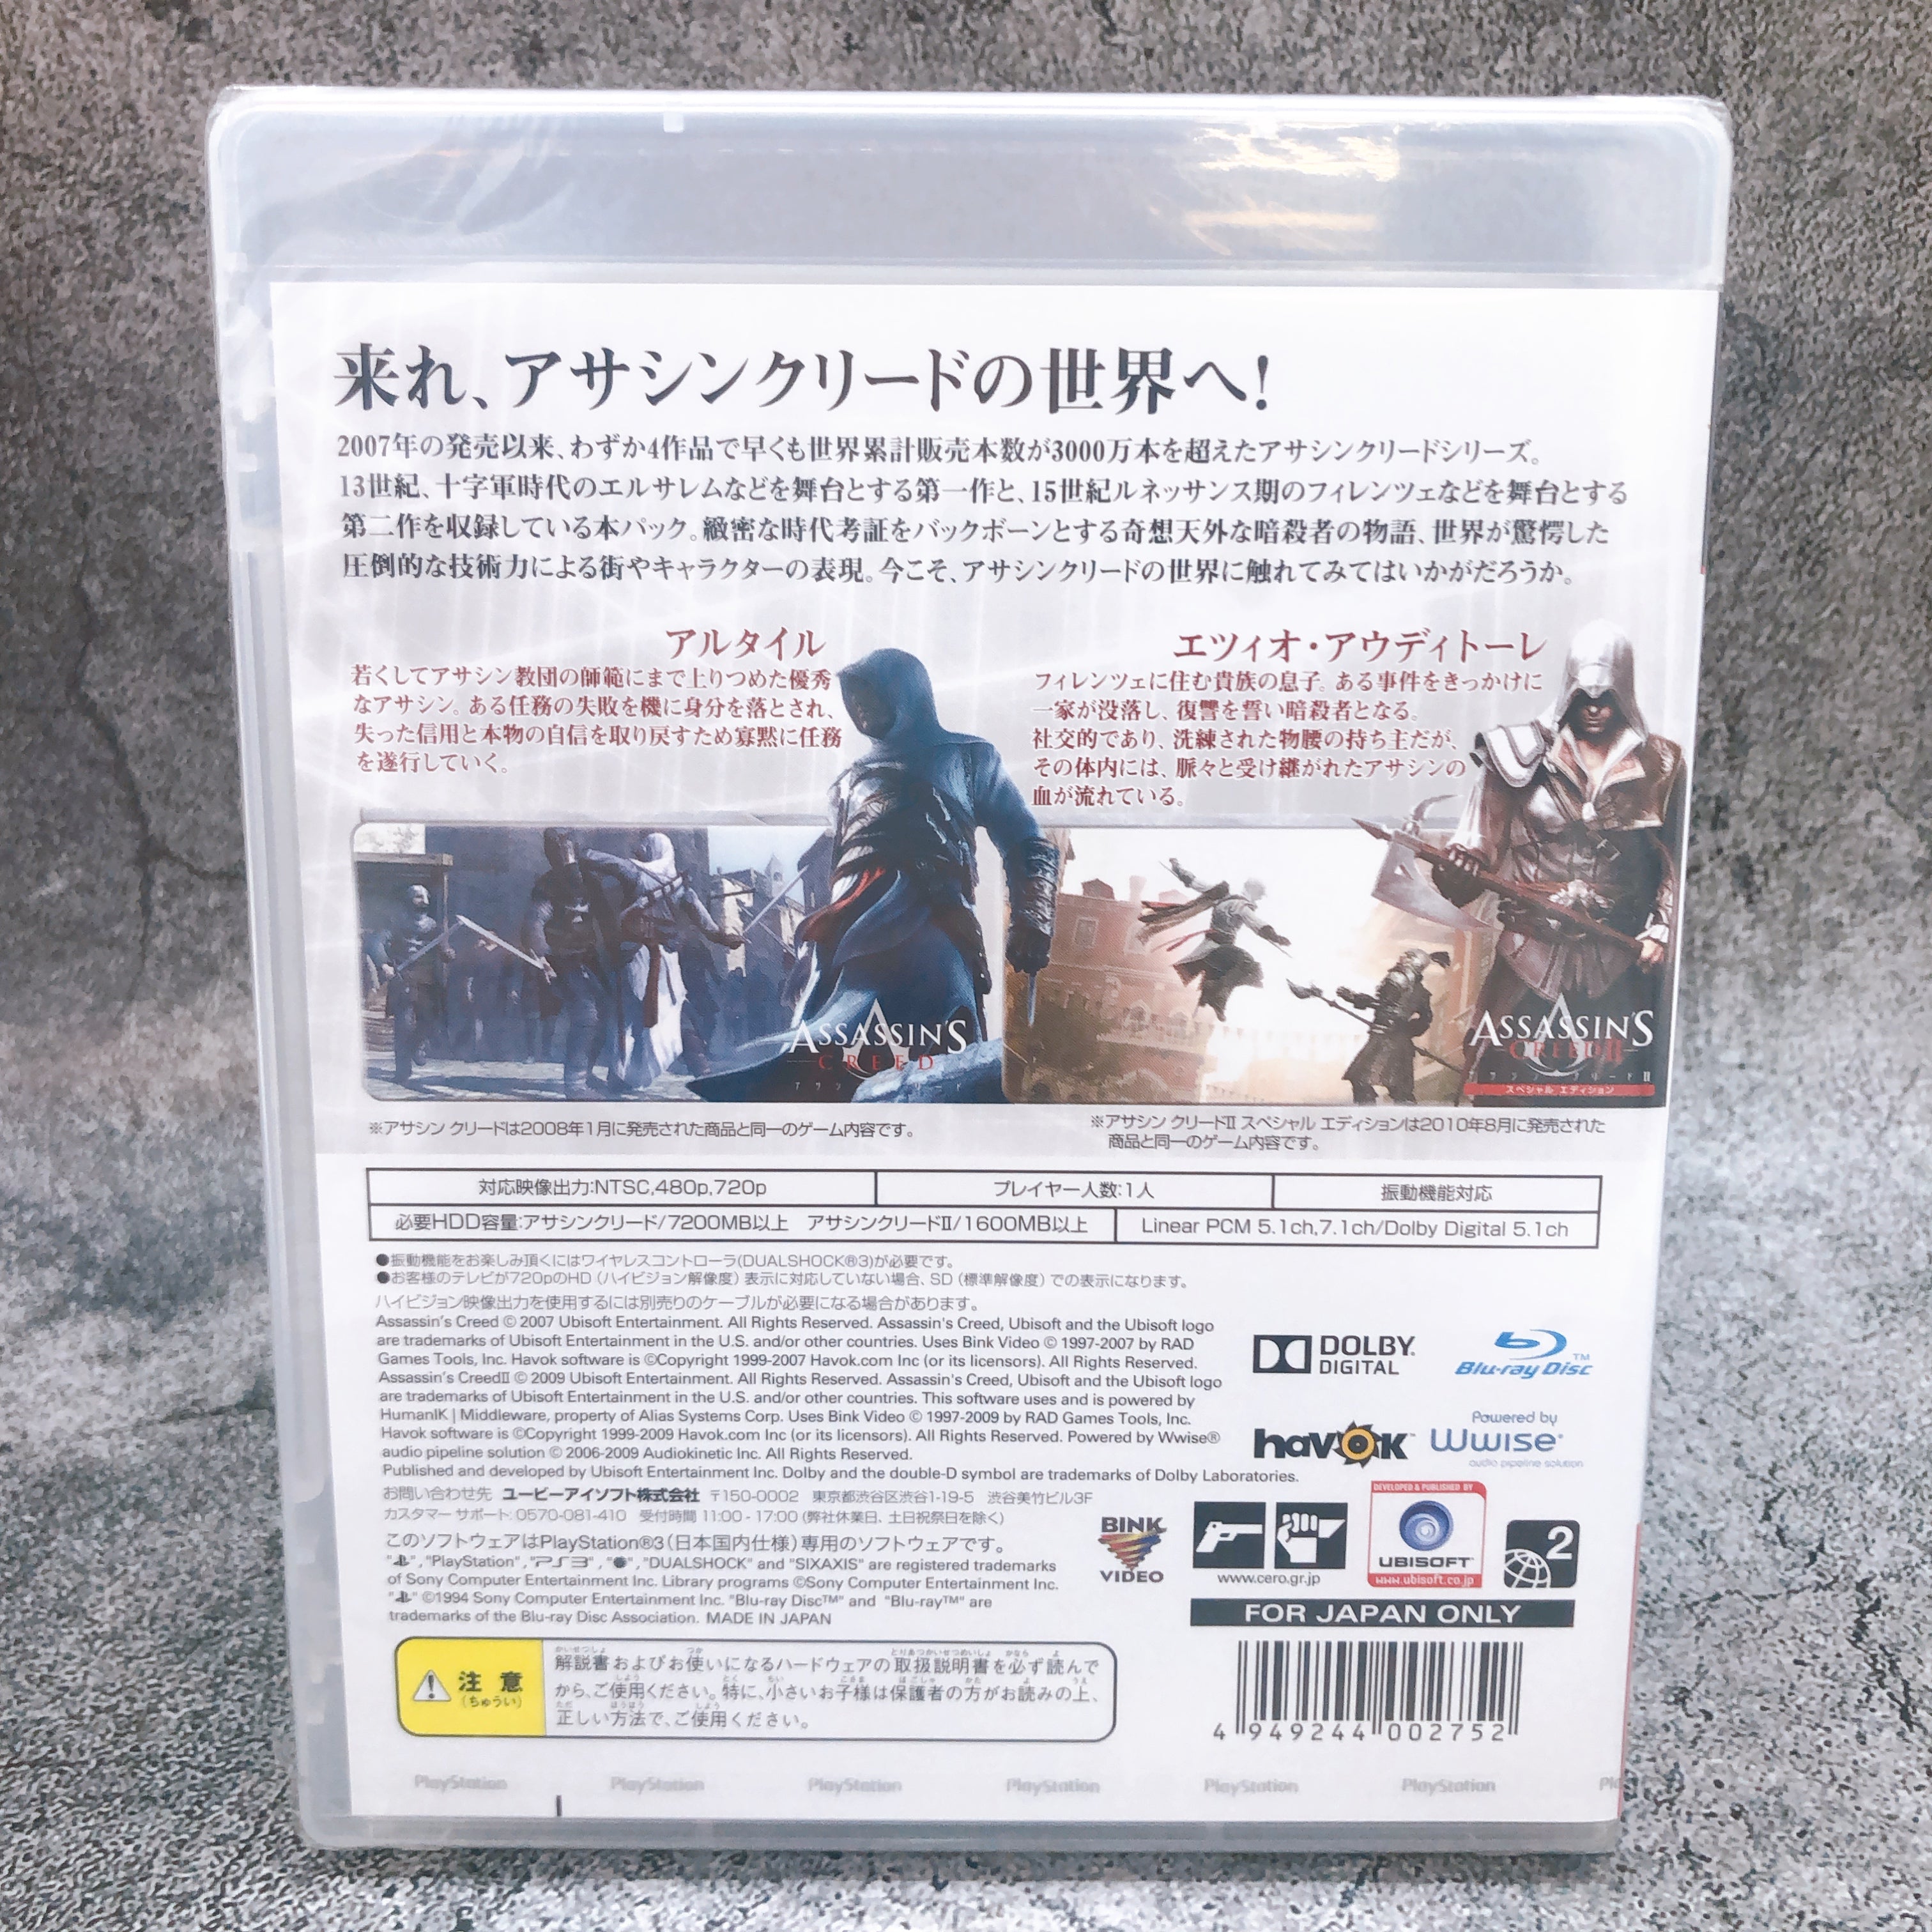 来れ、アサシンクリードの世界へ!
2007年の発売以来、わずか4作品で早くも世界累計販売本数が3000万本を超えたアサシンクリードシリーズ。
13世紀、十字軍時代のエルサレムなどを舞台とする第一作と、15世紀ルネッサンス期のフィレンツェなどを舞台とする
第二作を収録している本パック。緻密な時代考証をバックボーンとする奇想天外な暗殺者の物語、世界が驚愕した
圧倒的な技術力による街やキャラクターの表現。今こそ、アサシンクリードの世界に触れてみてはいかがだろうか。
アルタイル
若くしてアサシン教団の師範にまで上りつめた優秀
なアサシン。ある任務の失敗を機に身分を落とされ、
失った信用と本物の自信を取り戻すため寡黙に任務
を遂行していく。
エツィオ・アウディトーレ
フィレンツェに住む貴族の息子。ある事件をきっかけに
一家が没落し、復讐を誓い暗殺者となる。
社交的であり、洗練された物腰の持ち主だが、
その体内には、脈々と受け継がれたアサシンの
血が流れている。
ASSASSIN'S
CREED
ASSASSIN'S
CREED II
スペシャル エディション
※アサシン クリードは2008年1月に発売された商品と同一のゲーム内容です。
※アサシン クリードII スペシャル エディションは2010年8月に発売された
商品と同一のゲーム内容です。
対応映像出力:NTSC,480p,720p
プレイヤー人数:1人
振動機能対応
必要HDD容量:アサシンクリード/7200MB以上 アサシンクリードII/1600MB以上
Linear PCM 5.1ch,7.1ch/Dolby Digital 5.1ch
●振動機能をお楽しみ頂くにはワイヤレスコントローラ(DUALSHOCK®3)が必要です。
●お客様のテレビが720pのHD(ハイビジョン解像度)表示に対応していない場合、SD(標準解像度)での表示になります。
ハイビジョン映像出力を使用するには別売りのケーブルが必要になる場合があります。
Assassin's Creed © 2007 Ubisoft Entertainment. All Rights Reserved. Assassin's Creed, Ubisoft and the Ubisoft logo
are trademarks of Ubisoft Entertainment in the U.S. and/or other countries. Uses Bink Video © 1997-2007 by RAD
Games Tools, Inc. Havok software is ©Copyright 1999-2007 Havok.com Inc (or its licensors). All Rights Reserved.
Assassin's CreedII © 2009 Ubisoft Entertainment. All Rights Reserved. Assassin's Creed, Ubisoft and the Ubisoft logo
are trademarks of Ubisoft Entertainment in the U.S. and/or other countries. This software uses and is powered by
HumanIK | Middleware, property of Alias Systems Corp. Uses Bink Video © 1997-2009 by RAD Games Tools, Inc.
Havok software is ©Copyright 1999-2009 Havok.com Inc (or its licensors). All Rights Reserved. Powered by Wwise®
audio pipeline solution © 2006-2009 Audiokinetic Inc. All Rights Reserved.
Published and developed by Ubisoft Entertainment Inc. Dolby and the double-D symbol are trademarks of Dolby Laboratories.
DOLBY
DIGITAL
Blu-ray Disc™
havok™
Powered by
Wwise®
audio pipeline solution
お問い合わせ先 ユービーアイソフト株式会社 〒150-0002 東京都渋谷区渋谷1-19-5 渋谷美竹ビル3F
カスタマー サポート: 0570-081-410 受付時間 11:00 - 17:00 (弊社休業日、土日祝祭日を除く)
このソフトウェアはPlayStation®3(日本国内仕様)専用のソフトウェアです。
" ", "PlayStation", "PS3", " ", "DUALSHOCK" and "SIXAXIS" are registered trademarks
of Sony Computer Entertainment Inc. Library programs ©Sony Computer Entertainment Inc.
" " ©1994 Sony Computer Entertainment Inc. "Blu-ray Disc™" and "Blu-ray™" are
trademarks of the Blu-ray Disc Association. MADE IN JAPAN
BINK
VIDEO
www.cero.gr.jp
DEVELOPED & PUBLISHED BY
UBISOFT
www.ubisoft.co.jp
2
FOR JAPAN ONLY
注意
(ちゅうい)
解説書およびお使いになるハードウェアの取扱説明書を必ず読んで
から、ご使用ください。特に、小さいお子様は保護者の方がお読みの上、
正しい方法で、ご使用ください。
4 949244 002752
PlayStation PlayStation PlayStation PlayStation PlayStation PlayStation